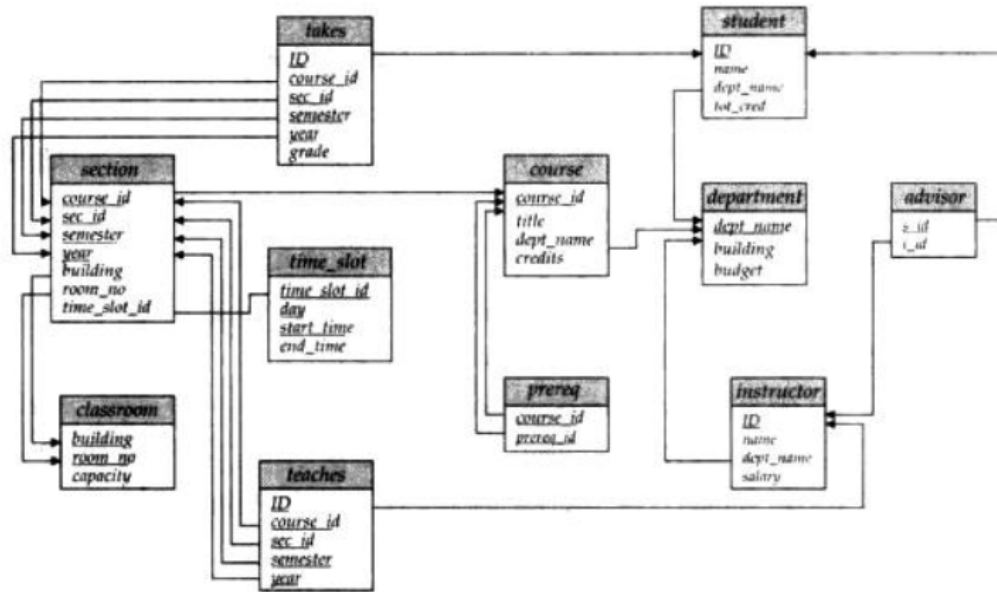 takes
ID
course_id
sec_id
semester
year
grade
student
ID
name
dept_name
tot_cred
section
course_id
sec_id
semester
year
building
room_no
time_slot_id
course
course_id
title
dept_name
credits
department
dept_name
building
budget
advisor
s_id
i_id
time_slot
time_slot_id
day
start_time
end_time
classroom
building
room_no
capacity
prereq
course_id
prereq_id
instructor
ID
name
dept_name
salary
teaches
ID
course_id
sec_id
semester
year